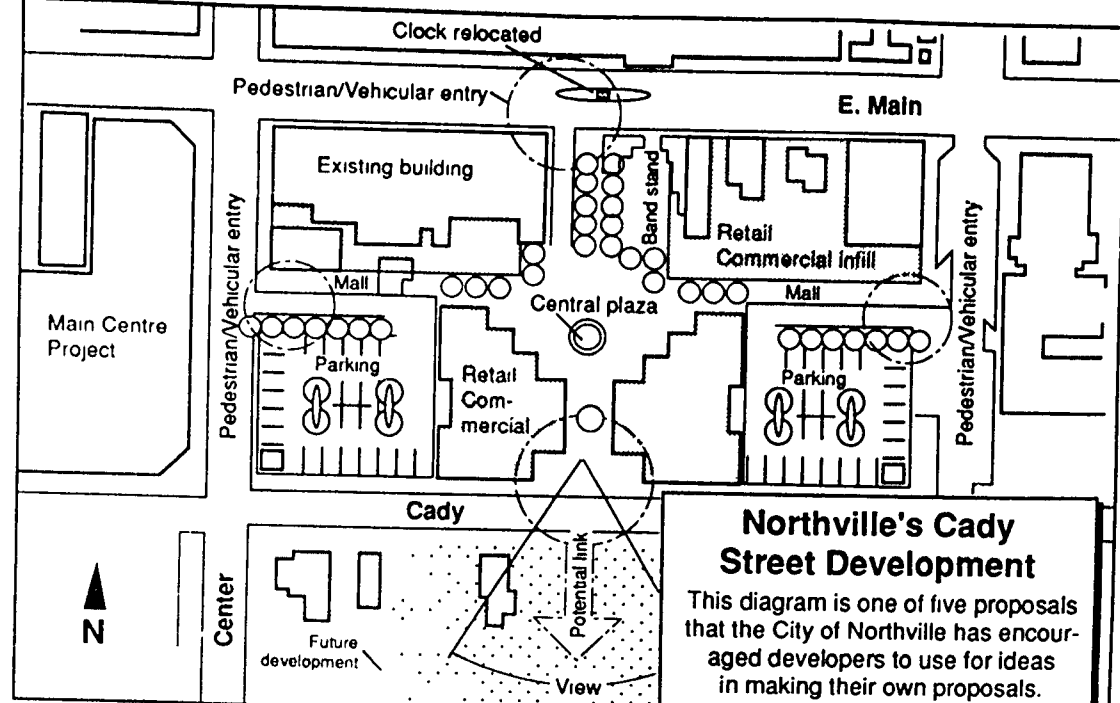 Clock relocated
Pedestrian/Vehicular entry
E. Main
Existing building
Band stand
Retail
Commercial infill
Pedestrian/Vehicular entry
Pedestrian/Vehicular entry
Mall
Mall
Central plaza
Main Centre
Project
Parking
Parking
Retail
Com-
mercial
Cady
Potential link
Center
N
Future
development
View
Northville's Cady
Street Development
This diagram is one of five proposals
that the City of Northville has encour-
aged developers to use for ideas
in making their own proposals.